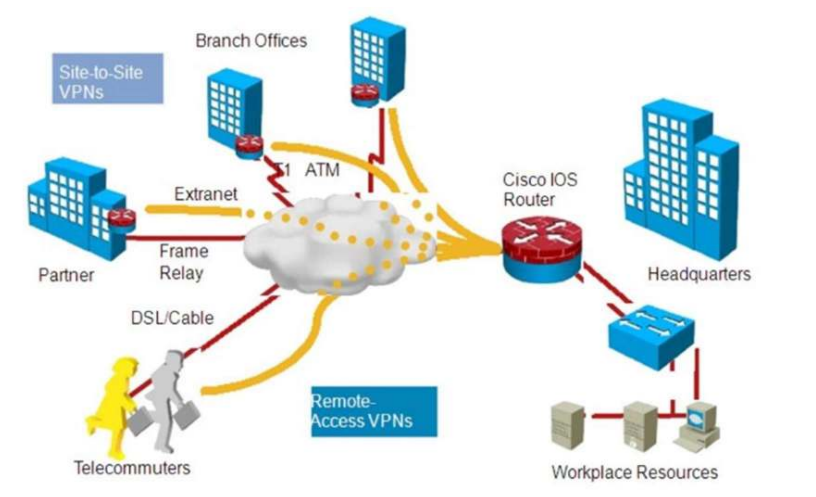 Branch Offices
Site-to-Site
VPNs
T1 ATM
Cisco IOS
Router
Extranet
Partner
Frame
Relay
Headquarters
DSL/Cable
Remote-
Access VPNs
Telecommuters
Workplace Resources